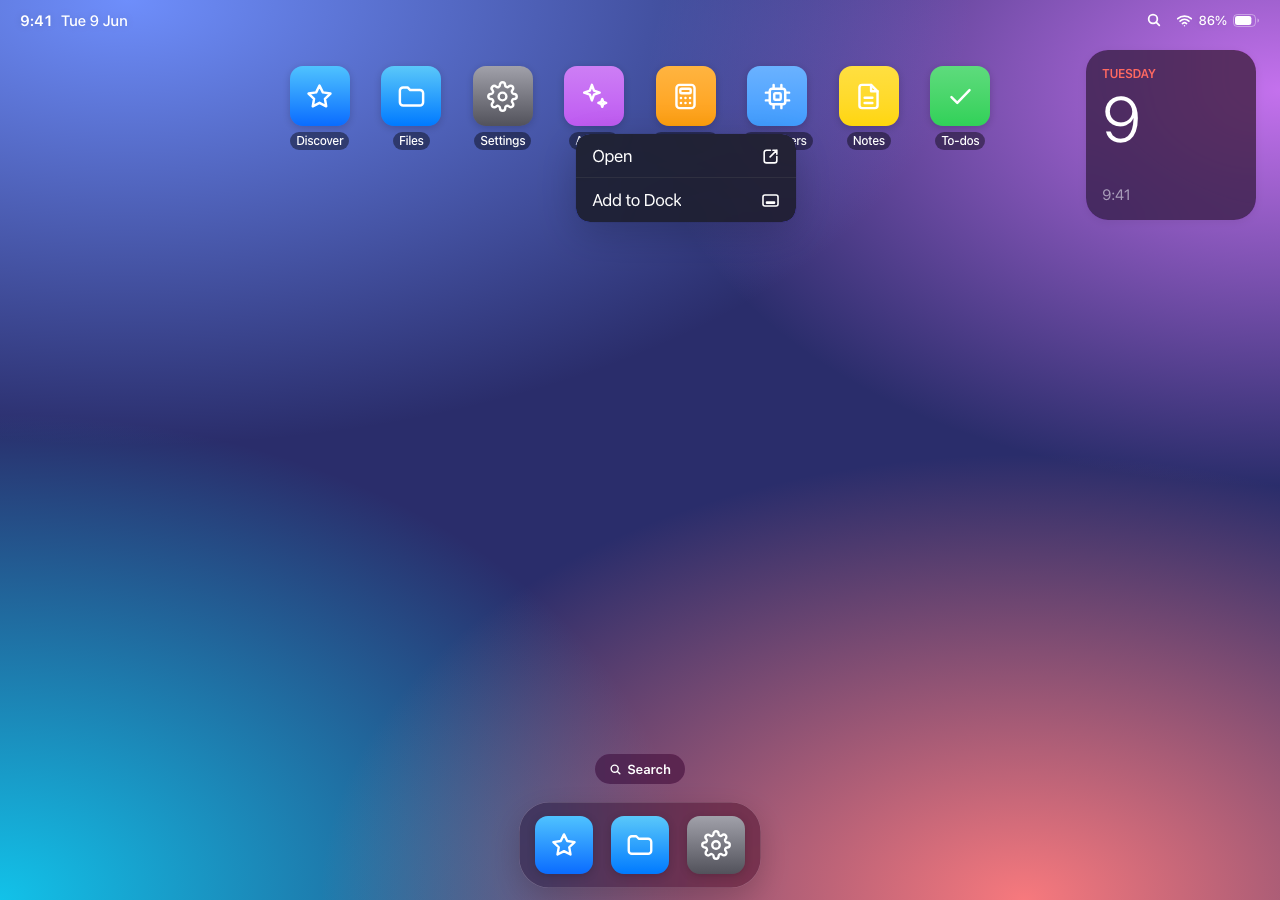 9:41 Tue 9 Jun
86%
TUESDAY
9
9:41
Discover
Files
Settings
Notes
To-dos
Open
Add to Dock
Search